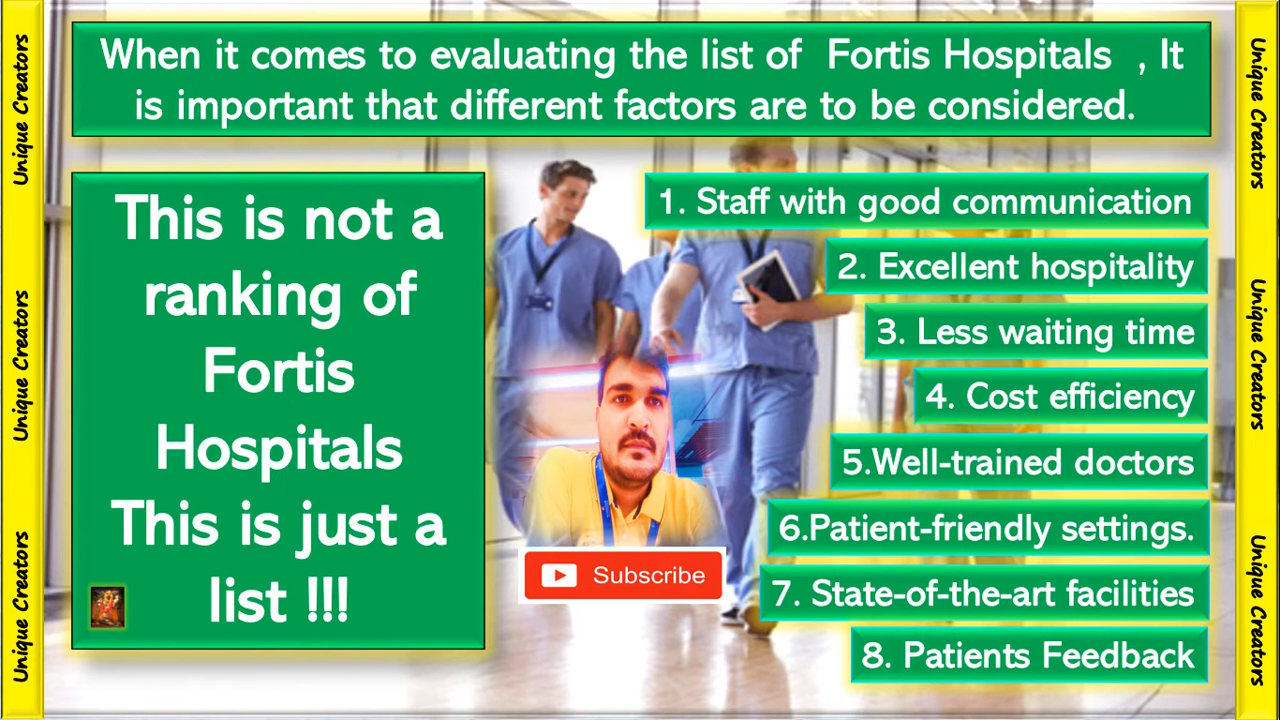 When it comes to evaluating the list of  Fortis Hospitals  , It
is important that different factors are to be considered.
This is not a
ranking of
Fortis
Hospitals
This is just a
list !!!
1. Staff with good communication
2. Excellent hospitality
3. Less waiting time
4. Cost efficiency
5.Well-trained doctors
6.Patient-friendly settings.
7. State-of-the-art facilities
8. Patients Feedback
Subscribe
Unique Creators
Unique Creators
Unique Creators
Unique Creators
Unique Creators
Unique Creators